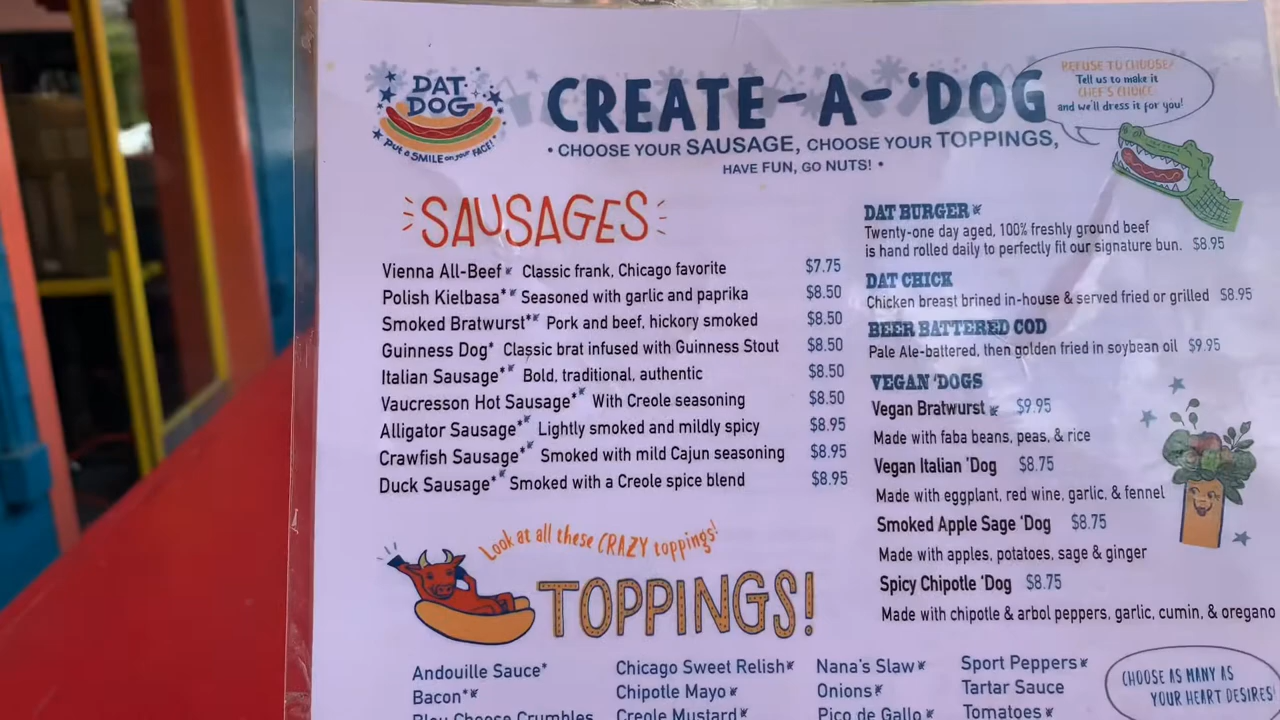 DAT
DOG
put a SMILE on your FACE!
CREATE-A-'DOG
• CHOOSE YOUR SAUSAGE, CHOOSE YOUR TOPPINGS,
HAVE FUN, GO NUTS! •
REFUSE TO CHOOSE?
Tell us to make it
CHEF'S CHOICE
and we'll dress it for you!
SAUSAGES
Vienna All-Beef Classic frank, Chicago favorite $7.75
Polish Kielbasa* Seasoned with garlic and paprika $8.50
Smoked Bratwurst* Pork and beef, hickory smoked $8.50
Guinness Dog* Classic brat infused with Guinness Stout $8.50
Italian Sausage* Bold, traditional, authentic $8.50
Vaucresson Hot Sausage* With Creole seasoning $8.50
Alligator Sausage* Lightly smoked and mildly spicy $8.95
Crawfish Sausage* Smoked with mild Cajun seasoning $8.95
Duck Sausage* Smoked with a Creole spice blend $8.95
DAT BURGER
Twenty-one day aged, 100% freshly ground beef
is hand rolled daily to perfectly fit our signature bun. $8.95
DAT CHICK
Chicken breast brined in-house & served fried or grilled $8.95
BEER BATTERED COD
Pale Ale-battered, then golden fried in soybean oil $9.95
VEGAN 'DOGS
Vegan Bratwurst $9.95
Made with faba beans, peas, & rice
Vegan Italian 'Dog $8.75
Made with eggplant, red wine, garlic, & fennel
Smoked Apple Sage 'Dog $8.75
Made with apples, potatoes, sage & ginger
Spicy Chipotle 'Dog $8.75
Made with chipotle & arbol peppers, garlic, cumin, & oregano
Look at all these CRAZY toppings!
TOPPINGS!
Andouille Sauce* Chicago Sweet Relish Nana's Slaw Sport Peppers
Bacon* Chipotle Mayo Onions Tartar Sauce
Bleu Cheese Crumbles Creole Mustard Pico de Gallo Tomatoes
CHOOSE AS MANY AS
YOUR HEART DESIRES!